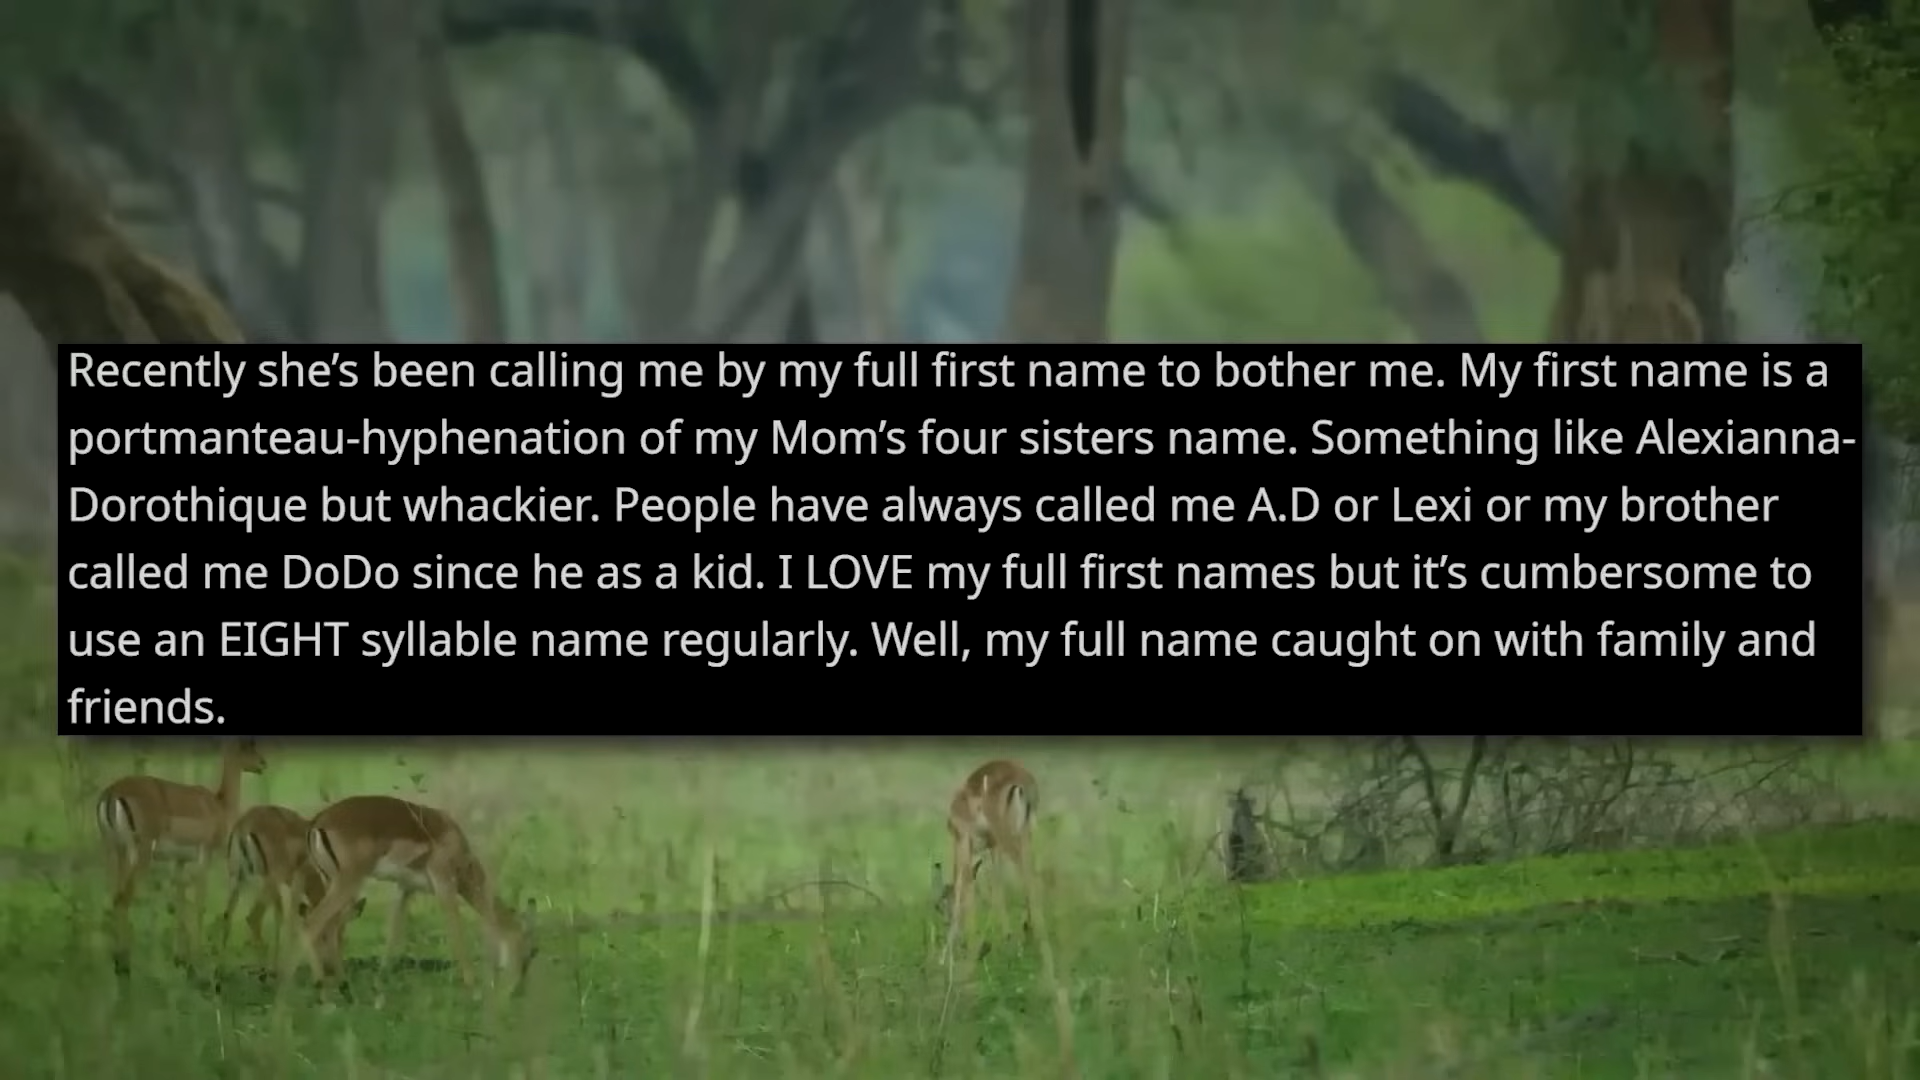 Recently she’s been calling me by my full first name to bother me. My first name is a
portmanteau-hyphenation of my Mom’s four sisters name. Something like Alexianna-
Dorothique but whackier. People have always called me A.D or Lexi or my brother
called me DoDo since he as a kid. I LOVE my full first names but it’s cumbersome to
use an EIGHT syllable name regularly. Well, my full name caught on with family and
friends.